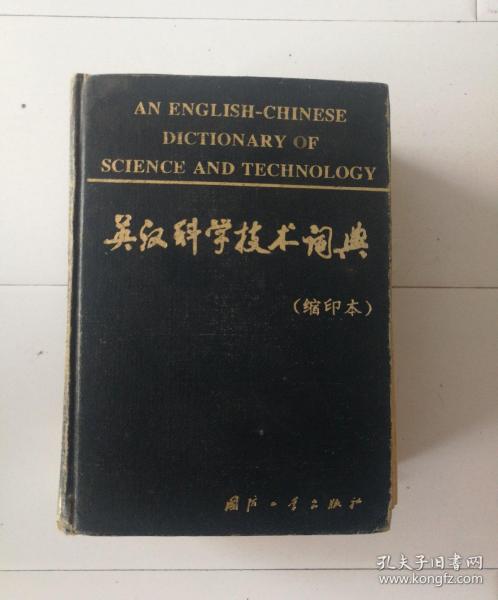 AN ENGLISH-CHINESE
DICTIONARY OF
SCIENCE AND TECHNOLOGY
英汉科学技术词典
(缩印本)
国防工业出版社
孔夫子旧书网
www.kongfz.com